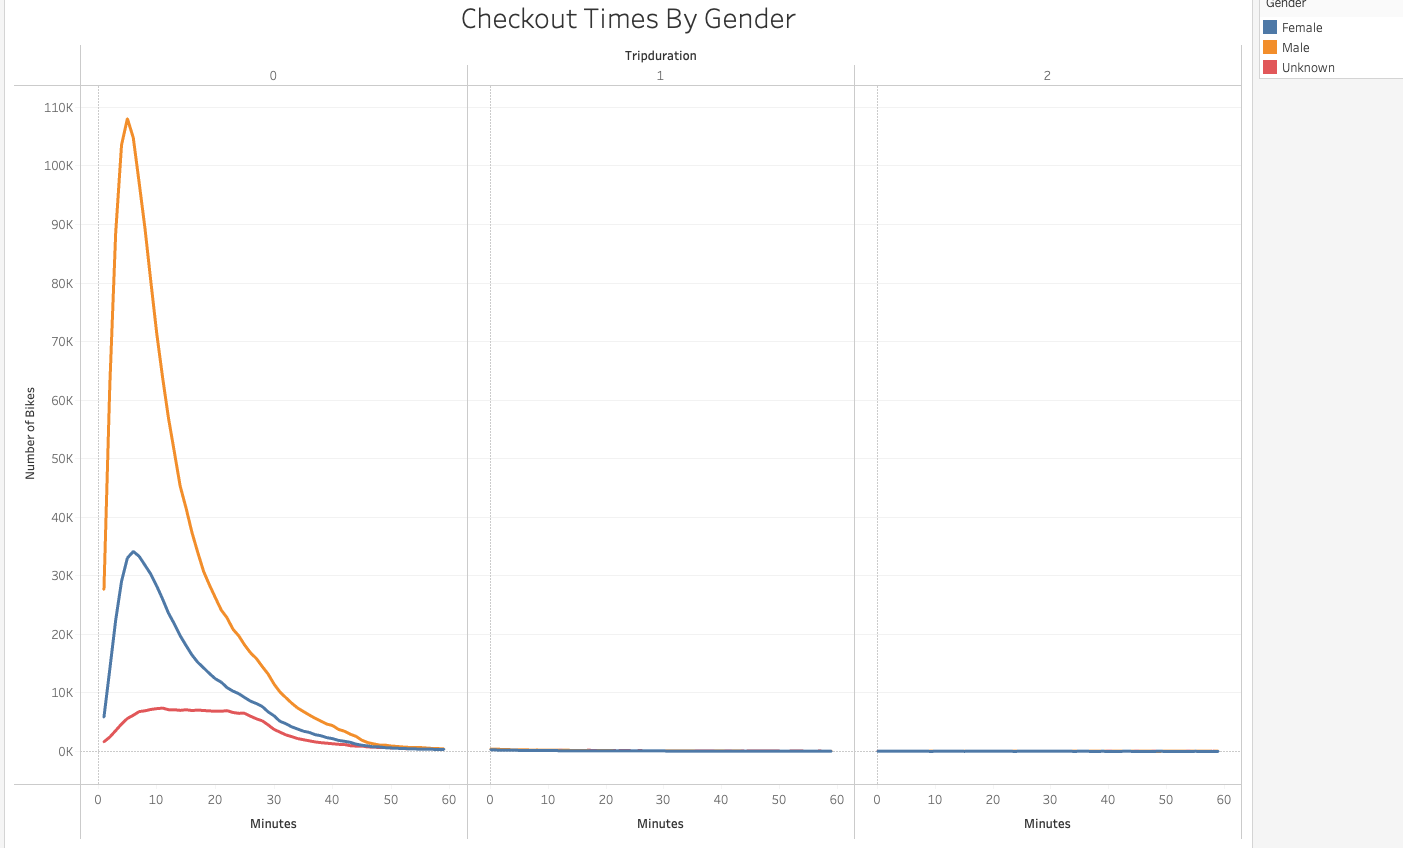 Checkout Times By Gender
Gender
Female
Male
Unknown
Tripduration
0 1 2
110K
100K
90K
80K
70K
60K
50K
40K
30K
20K
10K
0K
Number of Bikes
0 10 20 30 40 50 60 0 10 20 30 40 50 60 0 10 20 30 40 50 60
Minutes Minutes Minutes